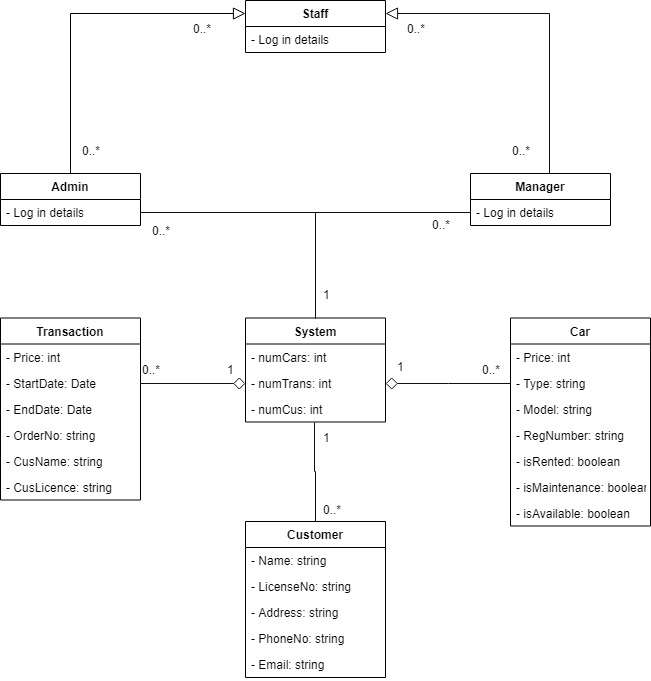 Staff
- Log in details
0..*
0..*
0..*
0..*
Admin
- Log in details
Manager
- Log in details
0..*
0..*
1
Transaction
- Price: int
- StartDate: Date
- EndDate: Date
- OrderNo: string
- CusName: string
- CusLicence: string
0..*
1
System
- numCars: int
- numTrans: int
- numCus: int
1
0..*
Car
- Price: int
- Type: string
- Model: string
- RegNumber: string
- isRented: boolean
- isMaintenance: boolear
- isAvailable: boolean
1
0..*
Customer
- Name: string
- LicenseNo: string
- Address: string
- PhoneNo: string
- Email: string